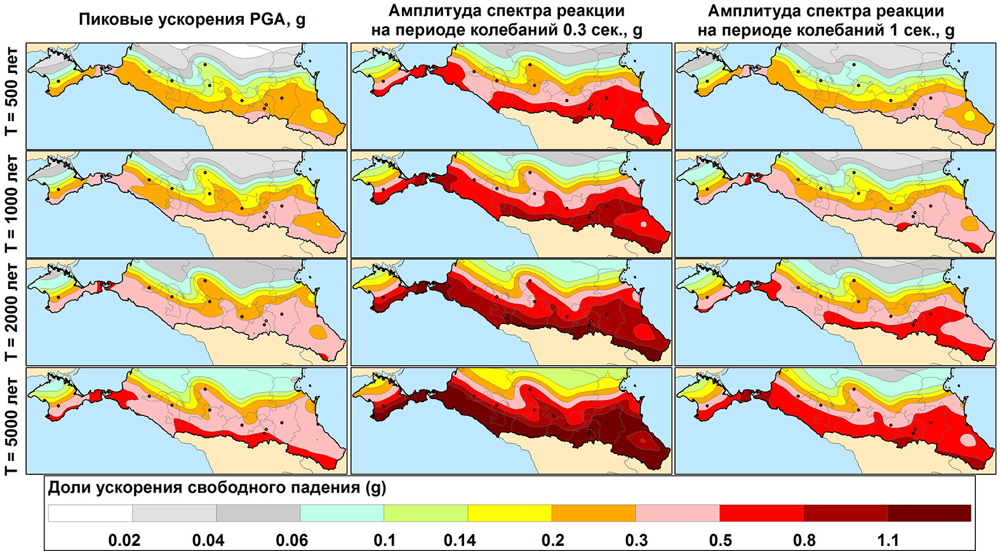 Пиковые ускорения PGA, g
Амплитуда спектра реакции
на периоде колебаний 0.3 сек., g
Амплитуда спектра реакции
на периоде колебаний 1 сек., g
T = 500 лет
T = 1000 лет
T = 2000 лет
T = 5000 лет
Доли ускорения свободного падения (g)
0.02 0.04 0.06 0.1 0.14 0.2 0.3 0.5 0.8 1.1